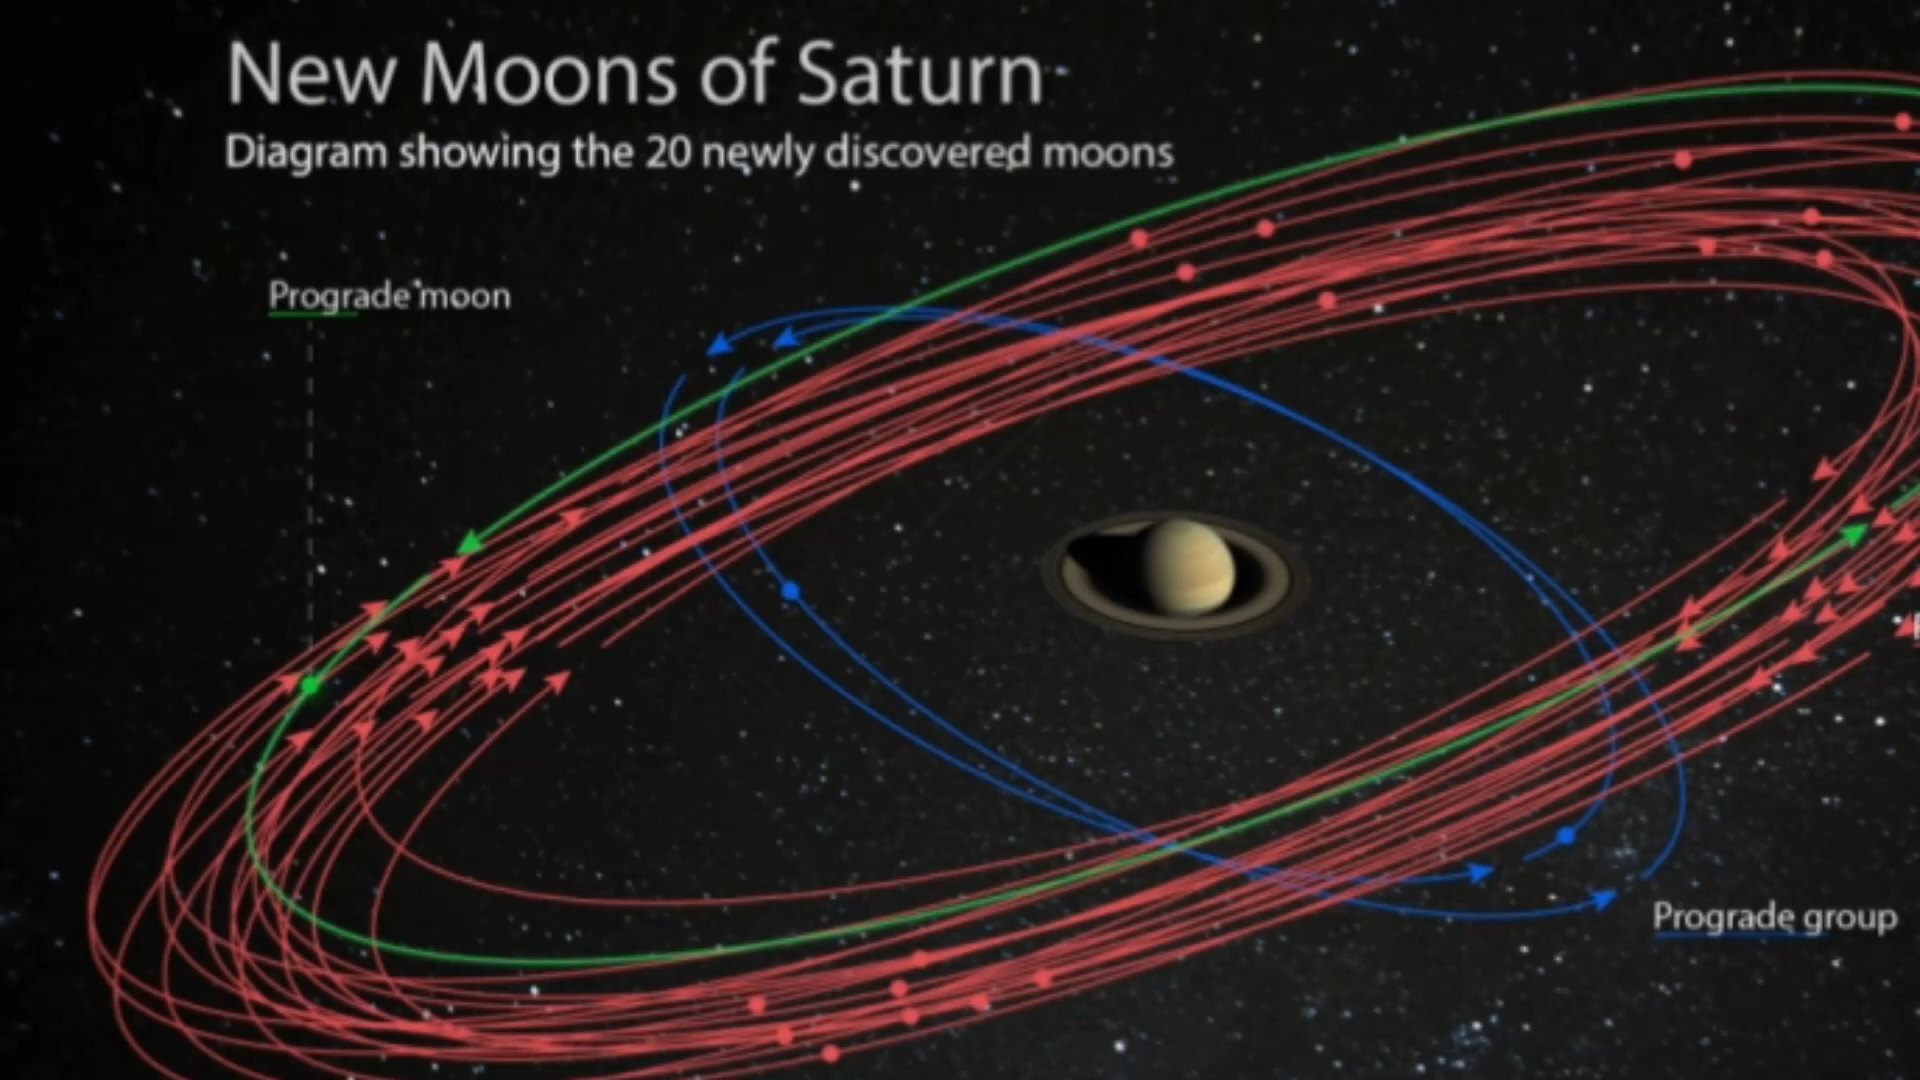 New Moons of Saturn
Diagram showing the 20 newly discovered moons
Prograde moon
Prograde group